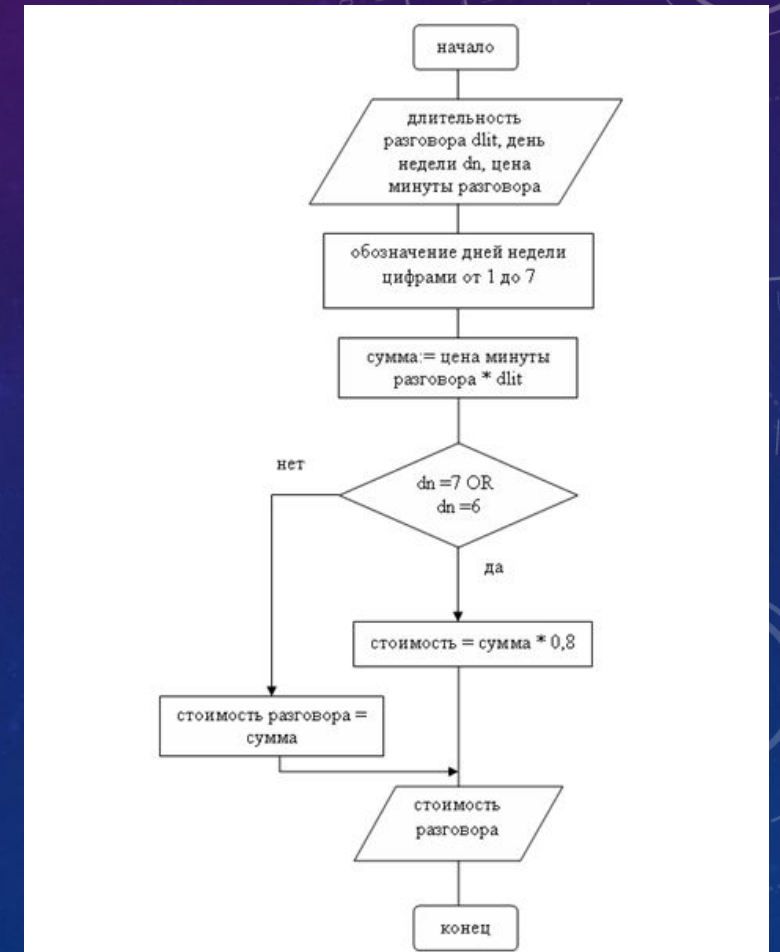 начало
длительность
разговора dlit, день
недели dn, цена
минуты разговора
обозначение дней недели
цифрами от 1 до 7
сумма:= цена минуты
разговора * dlit
нет
dn =7 OR
dn =6
да
стоимость = сумма * 0,8
стоимость разговора =
сумма
стоимость
разговора
конец